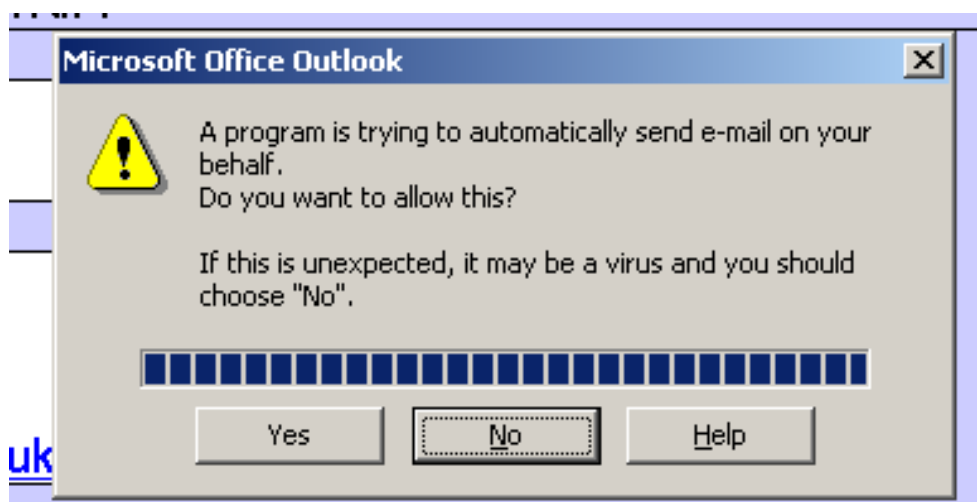 Microsoft Office Outlook
A program is trying to automatically send e-mail on your
behalf.
Do you want to allow this?
If this is unexpected, it may be a virus and you should
choose "No".
Yes
No
Help
uk